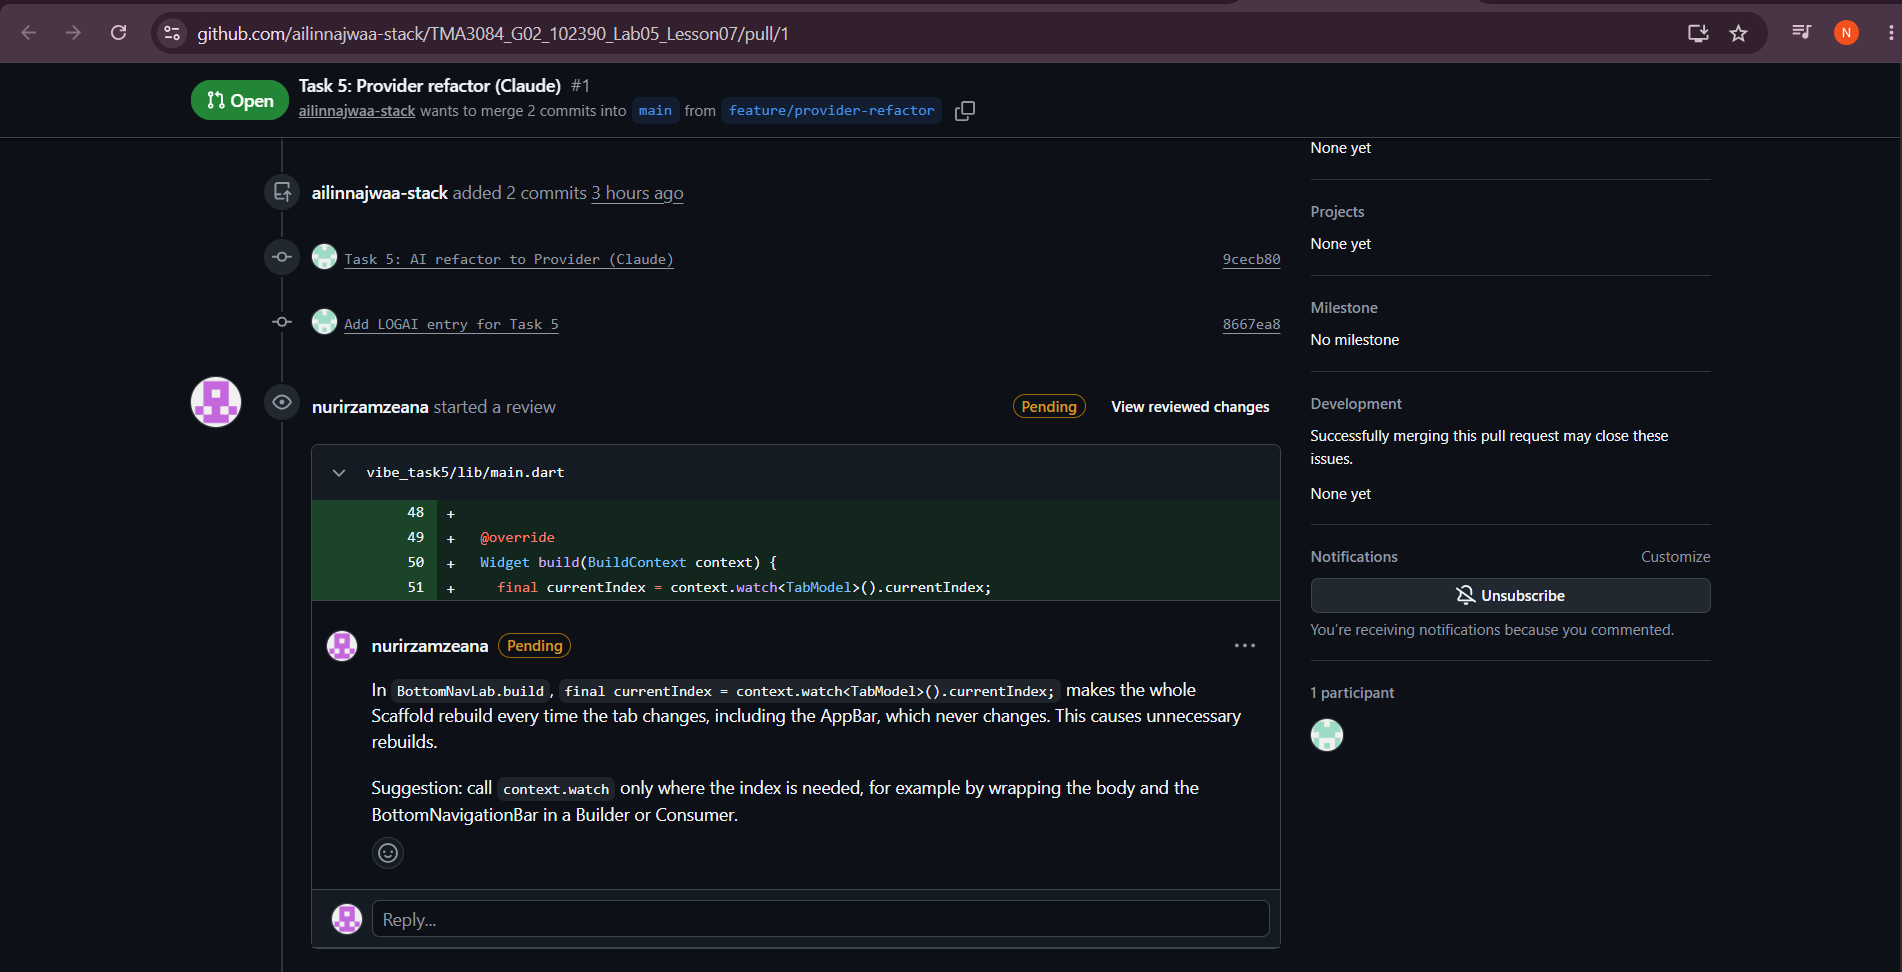 github.com/ailinnajwaa-stack/TMA3084_G02_102390_Lab05_Lesson07/pull/1
N
Open
Task 5: Provider refactor (Claude) #1
ailinnajwaa-stack wants to merge 2 commits into main from feature/provider-refactor
None yet
ailinnajwaa-stack added 2 commits 3 hours ago
Task 5: AI refactor to Provider (Claude) 9cecb80
Add LOGAI entry for Task 5 8667ea8
nurirzamzeana started a review Pending View reviewed changes
vibe_task5/lib/main.dart
48 +
49 + @override
50 + Widget build(BuildContext context) {
51 + final currentIndex = context.watch<TabModel>().currentIndex;
nurirzamzeana Pending
In BottomNavLab.build, final currentIndex = context.watch<TabModel>().currentIndex; makes the whole
Scaffold rebuild every time the tab changes, including the AppBar, which never changes. This causes unnecessary
rebuilds.
Suggestion: call context.watch only where the index is needed, for example by wrapping the body and the
BottomNavigationBar in a Builder or Consumer.
Reply...
Projects
None yet
Milestone
No milestone
Development
Successfully merging this pull request may close these
issues.
None yet
Notifications Customize
Unsubscribe
You're receiving notifications because you commented.
1 participant